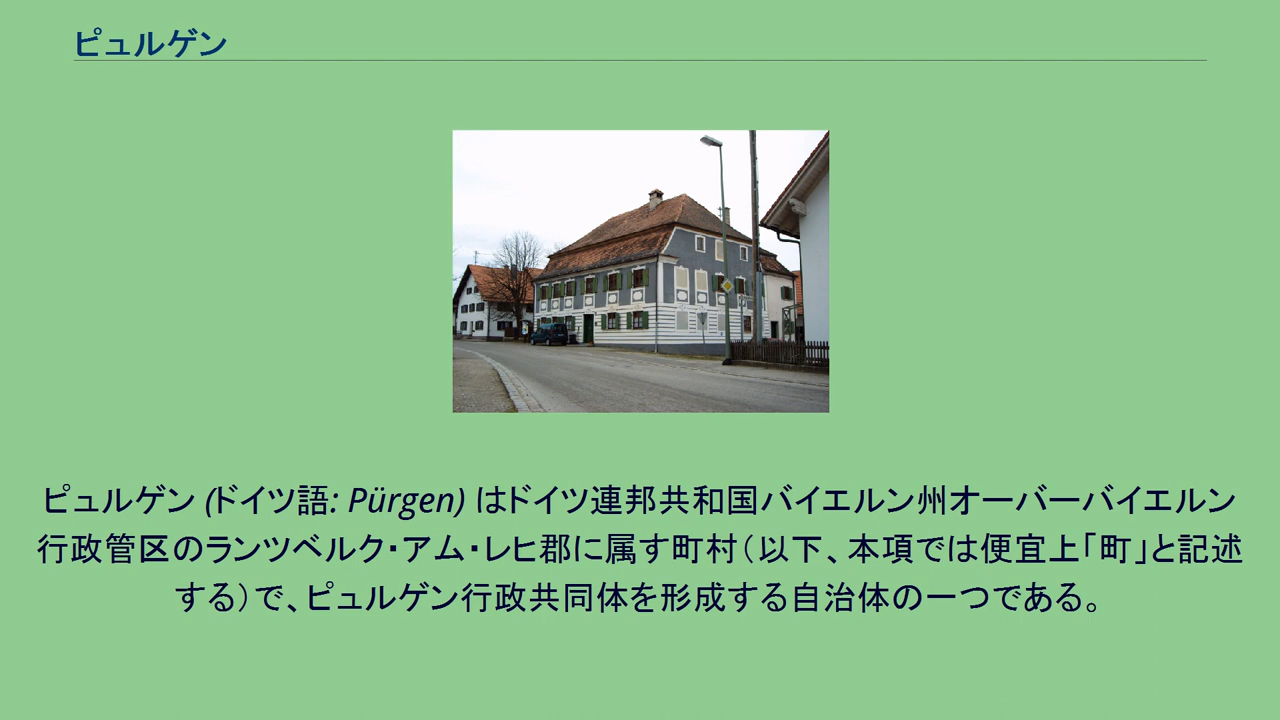 ピュルゲン
ピュルゲン (ドイツ語: Pürgen) はドイツ連邦共和国バイエルン州オーバーバイエルン
行政管区のランツベルク・アム・レヒ郡に属す町村（以下、本項では便宜上「町」と記述
する）で、ピュルゲン行政共同体を形成する自治体の一つである。